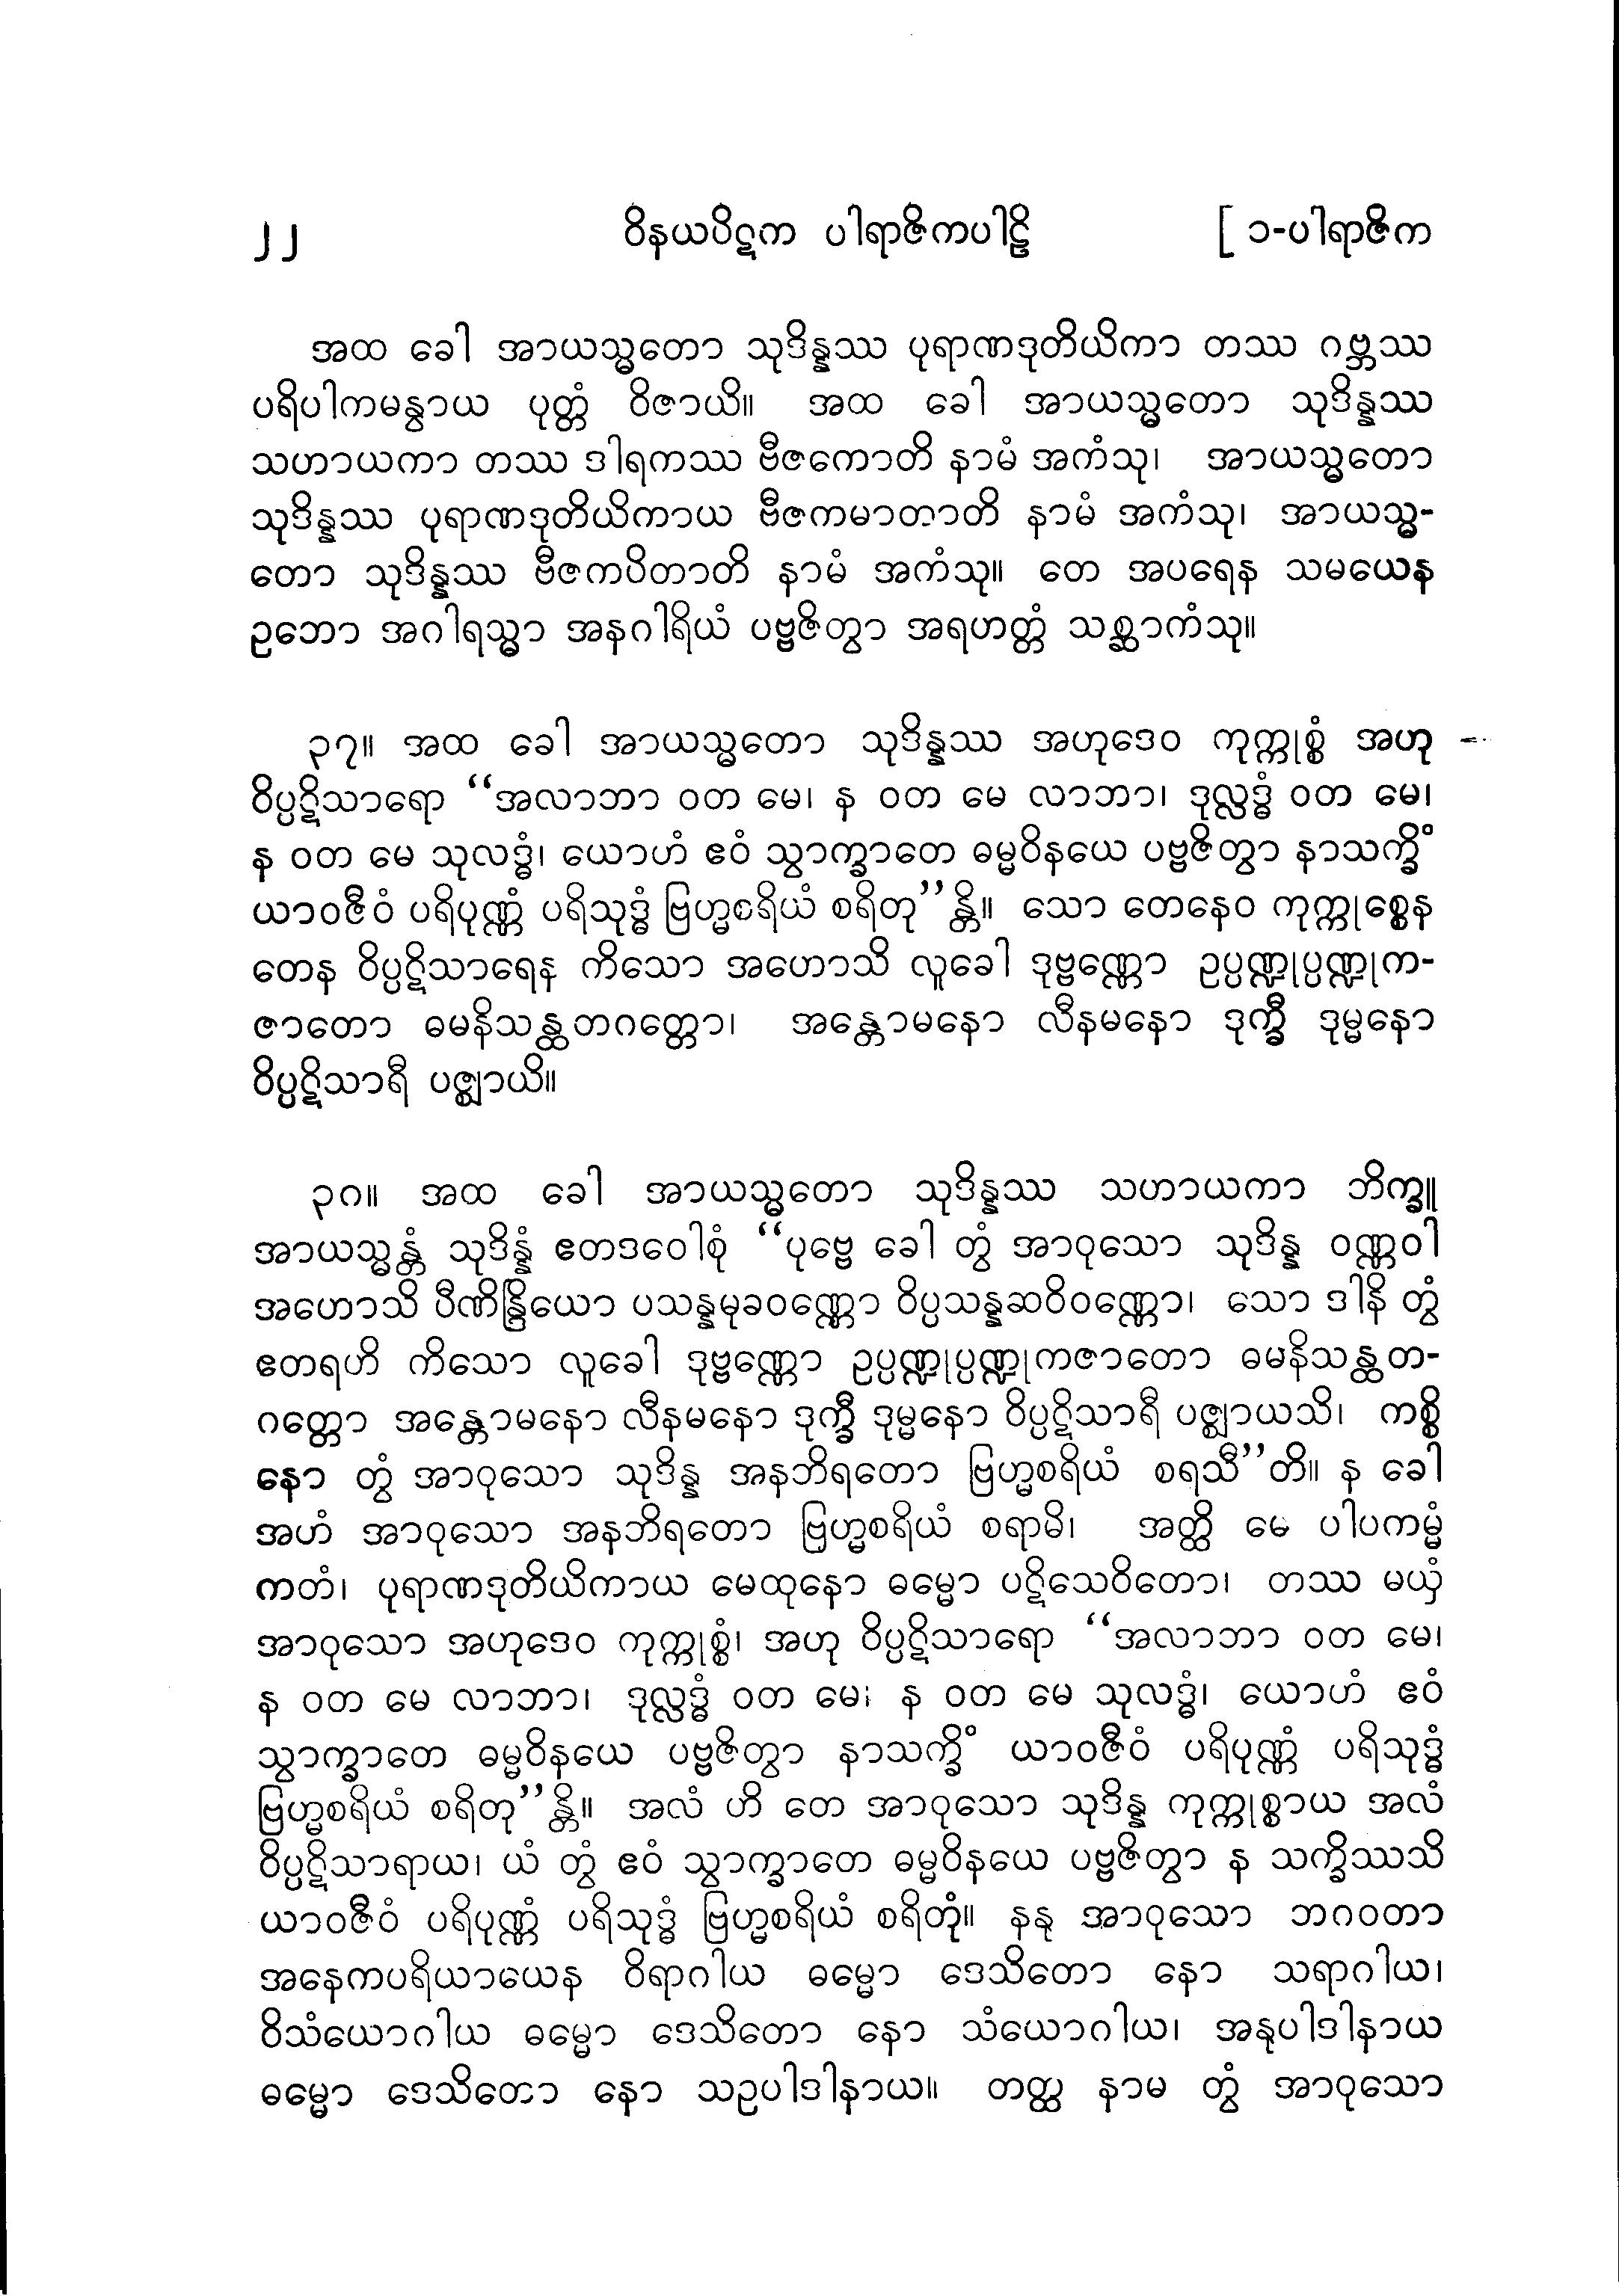 ၂၂ ဝိနယပိဋက ပါရာဇိကပါဠိ [ ၁-ပါရာဇိက
အထ ခေါ အာယသ္မတော သုဒိန္နဿ ပုရာဏဒုတိယိကာ တဿ ဂဗ္ဘဿ
ပရိပါကမနွာယ ပုတ္တံ ဝိဇာယိ။ အထ ခေါ အာယသ္မတော သုဒိန္နဿ
သဟာယကာ တဿ ဒါရကဿ ဗီဇကောတိ နာမံ အကံသု၊ အာယသ္မတော
သုဒိန္နဿ ပုရာဏဒုတိယိကာယ ဗီဇကမာတာတိ နာမံ အကံသု၊ အာယသ္မ-
တော သုဒိန္နဿ ဗီဇကပိတာတိ နာမံ အကံသု။ တေ အပရေန သမယေန
ဥဘော အဂါရသ္မာ အနဂါရိယံ ပဗ္ဗဇိတွာ အရဟတ္တံ သစ္ဆာကံသု။
၃၇။ အထ ခေါ အာယသ္မတော သုဒိန္နဿ အဟုဒေဝ ကုက္ကုစ္စံ အဟု
ဝိပ္ပဋိသာရော “အလာဘာ ဝတ မေ၊ န ဝတ မေ လာဘာ၊ ဒုလ္လဒ္ဓံ ဝတ မေ၊
န ဝတ မေ သုလဒ္ဓံ၊ ယောဟံ ဧဝံ သွာက္ခာတေ ဓမ္မဝိနယေ ပဗ္ဗဇိတွာ နာသက္ခိံ
ယာဝဇီဝံ ပရိပုဏ္ဏံ ပရိသုဒ္ဓံ ဗြဟ္မစရိယံ စရိတု”န္တိ။ သော တေနေဝ ကုက္ကုစ္စေန
တေန ဝိပ္ပဋိသာရေန ကိသော အဟောသိ လူခေါ ဒုဗ္ဗဏ္ဏော ဥပ္ပဏ္ဍုပ္ပဏ္ဍုက-
ဇာတော ဓမနိသန္ထတဂတ္တော၊ အန္တောမနော လီနမနော ဒုက္ခီ ဒုမ္မနော
ဝိပ္ပဋိသာရီ ပဇ္ဈာယိ။
၃၈။ အထ ခေါ အာယသ္မတော သုဒိန္နဿ သဟာယကာ ဘိက္ခူ
အာယသ္မန္တံ သုဒိန္နံ ဧတဒဝေါစုံ “ပုဗ္ဗေ ခေါ တွံ အာဝုသော သုဒိန္န ဝဏ္ဏဝါ
အဟောသိ ပီဏိန္ဒြိယော ပသန္နမုခဝဏ္ဏော ဝိပ္ပသန္နဆဝိဝဏ္ဏော၊ သော ဒါနိ တွံ
ဧတရဟိ ကိသော လူခေါ ဒုဗ္ဗဏ္ဏော ဥပ္ပဏ္ဍုပ္ပဏ္ဍုကဇာတော ဓမနိသန္ထတ-
ဂတ္တော အန္တောမနော လီနမနော ဒုက္ခီ ဒုမ္မနော ဝိပ္ပဋိသာရီ ပဇ္ဈာယသိ၊ ကစ္စိ
နော တွံ အာဝုသော သုဒိန္န အနဘိရတော ဗြဟ္မစရိယံ စရသီ”တိ။ န ခေါ
အဟံ အာဝုသော အနဘိရတော ဗြဟ္မစရိယံ စရာမိ၊ အတ္ထိ မေ ပါပကမ္မံ
ကတံ၊ ပုရာဏဒုတိယိကာယ မေထုနော ဓမ္မော ပဋိသေဝိတော၊ တဿ မယှံ
အာဝုသော အဟုဒေဝ ကုက္ကုစ္စံ၊ အဟု ဝိပ္ပဋိသာရော “အလာဘာ ဝတ မေ၊
န ဝတ မေ လာဘာ၊ ဒုလ္လဒ္ဓံ ဝတ မေ၊ န ဝတ မေ သုလဒ္ဓံ၊ ယောဟံ ဧဝံ
သွာက္ခာတေ ဓမ္မဝိနယေ ပဗ္ဗဇိတွာ နာသက္ခိံ ယာဝဇီဝံ ပရိပုဏ္ဏံ ပရိသုဒ္ဓံ
ဗြဟ္မစရိယံ စရိတု”န္တိ။ အလံ ဟိ တေ အာဝုသော သုဒိန္န ကုက္ကုစ္စာယ အလံ
ဝိပ္ပဋိသာရာယ၊ ယံ တွံ ဧဝံ သွာက္ခာတေ ဓမ္မဝိနယေ ပဗ္ဗဇိတွာ န သက္ခိဿသိ
ယာဝဇီဝံ ပရိပုဏ္ဏံ ပရိသုဒ္ဓံ ဗြဟ္မစရိယံ စရိတုံ။ နနု အာဝုသော ဘဂဝတာ
အနေကပရိယာယေန ဝိရာဂါယ ဓမ္မော ဒေသိတော နော သရာဂါယ၊
ဝိသံယောဂါယ ဓမ္မော ဒေသိတော နော သံယောဂါယ၊ အနုပါဒါနာယ
ဓမ္မော ဒေသိတော နော သဥပါဒါနာယ။ တတ္ထ နာမ တွံ အာဝုသော